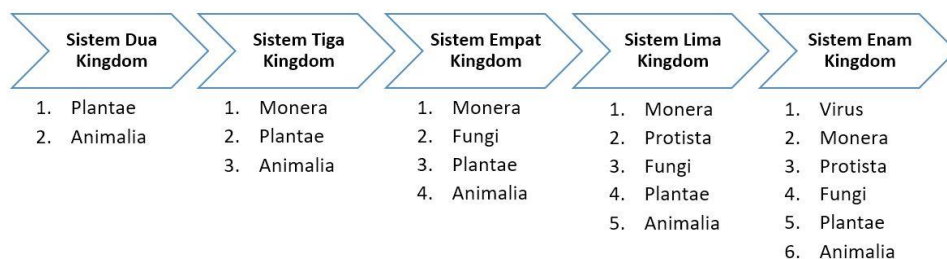 Sistem Dua
Kingdom
1. Plantae
2. Animalia
Sistem Tiga
Kingdom
1. Monera
2. Plantae
3. Animalia
Sistem Empat
Kingdom
1. Monera
2. Fungi
3. Plantae
4. Animalia
Sistem Lima
Kingdom
1. Monera
2. Protista
3. Fungi
4. Plantae
5. Animalia
Sistem Enam
Kingdom
1. Virus
2. Monera
3. Protista
4. Fungi
5. Plantae
6. Animalia